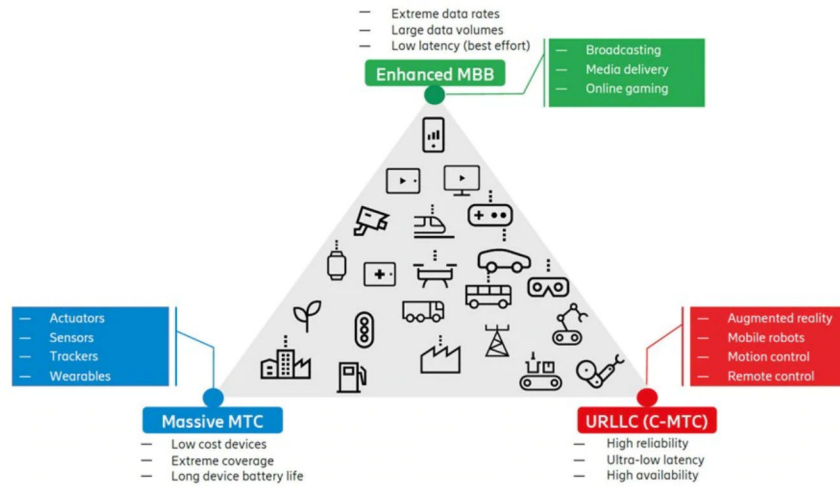 — Extreme data rates
— Large data volumes
— Low latency (best effort)
Enhanced MBB
— Broadcasting
— Media delivery
— Online gaming
— Actuators
— Sensors
— Trackers
— Wearables
Massive MTC
— Low cost devices
— Extreme coverage
— Long device battery life
— Augmented reality
— Mobile robots
— Motion control
— Remote control
URLLC (C-MTC)
— High reliability
— Ultra-low latency
— High availability